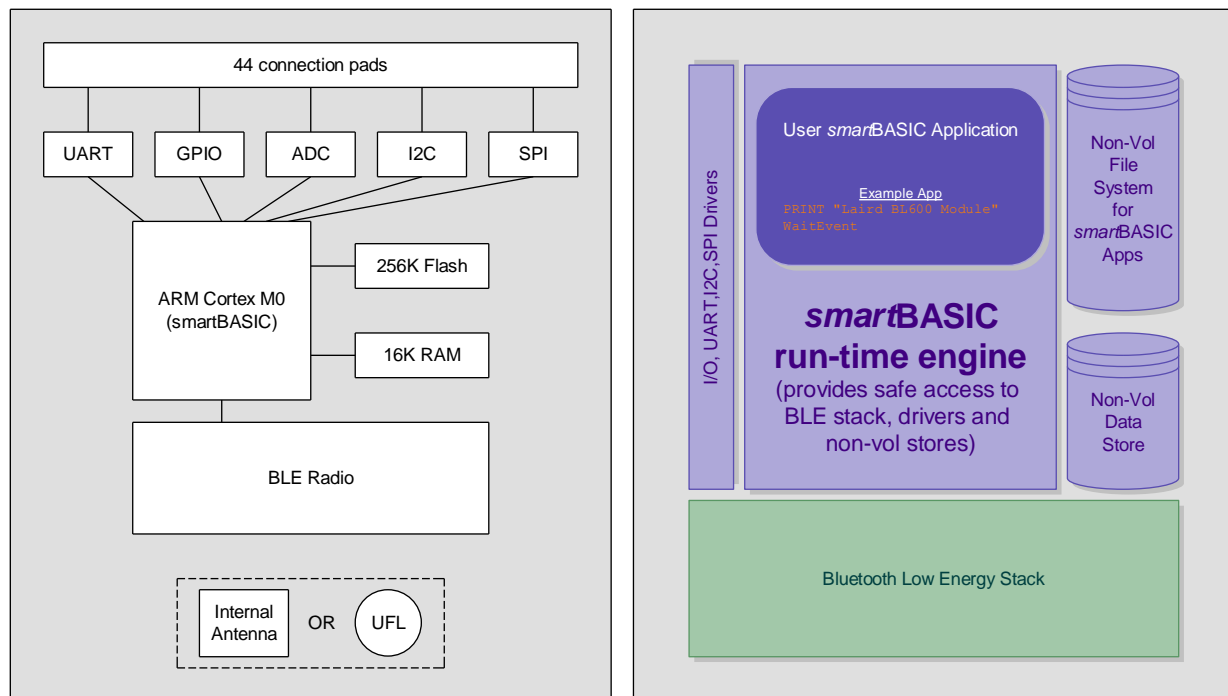 44 connection pads
UART
GPIO
ADC
I2C
SPI
ARM Cortex M0
(smartBASIC)
256K Flash
16K RAM
BLE Radio
Internal
Antenna
OR
UFL
I/O, UART,I2C,SPI Drivers
User smartBASIC Application
Example App
PRINT "Laird BL600 Module"
WaitEvent
smartBASIC
run-time engine
(provides safe access to
BLE stack, drivers and
non-vol stores)
Non-Vol
File
System
for
smartBASIC
Apps
Non-Vol
Data
Store
Bluetooth Low Energy Stack